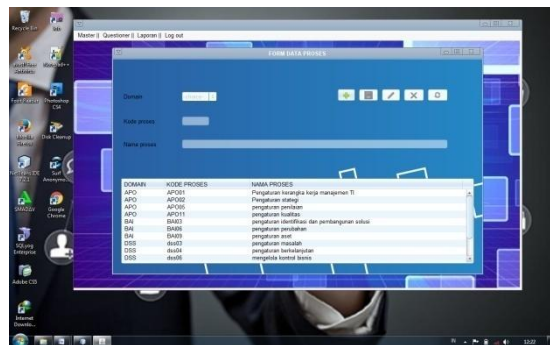 Recycle Bin
Master || Questioner || Laporan || Log out
FORM DATA PROSES
Domain
Kode proses
Nama proses
DOMAIN KODE PROSES NAMA PROSES
APO APO01 Pengaturan kerangka kerja manajemen TI
APO APO02 Pengaturan stategi
APO APO05 pengaturan penilaian
APO APO11 pengaturan kualitas
BAI BAI03 pengaturan identifikasi dan pembangunan solusi
BAI BAI06 pengaturan perubahan
BAI BAI09 pengaturan aset
DSS dss03 pengaturan masalah
DSS dss04 pengaturan berkelanjutan
DSS dss06 mengelola kontrol bisnis
Photoshop
CS4
Disk Cleanup
Surf
Anonymo...
Google
Chrome
SQLyog
Enterprise
Adobe CS3
Internet
Downlo...
12:22